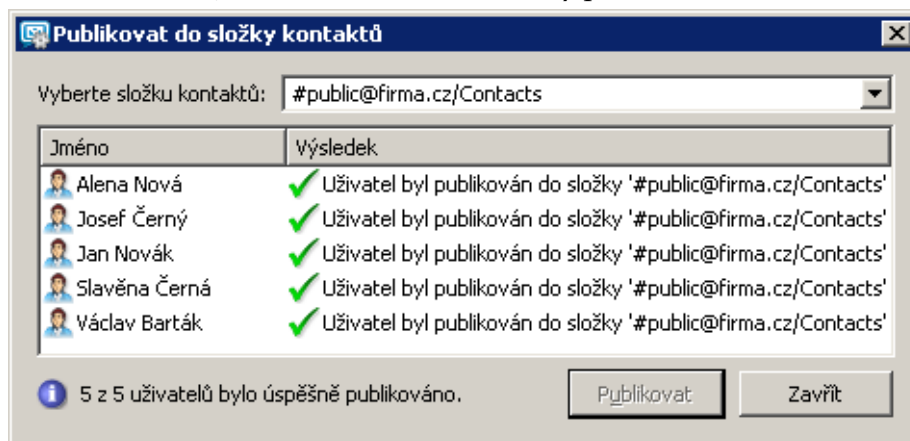 Publikovat do složky kontaktů
Vyberte složku kontaktů: #public@firma.cz/Contacts
Jméno Výsledek
Alena Nová Uživatel byl publikován do složky '#public@firma.cz/Contacts'
Josef Černý Uživatel byl publikován do složky '#public@firma.cz/Contacts'
Jan Novák Uživatel byl publikován do složky '#public@firma.cz/Contacts'
Slavěna Černá Uživatel byl publikován do složky '#public@firma.cz/Contacts'
Václav Barták Uživatel byl publikován do složky '#public@firma.cz/Contacts'
5 z 5 uživatelů bylo úspěšně publikováno. Publikovat Zavřít